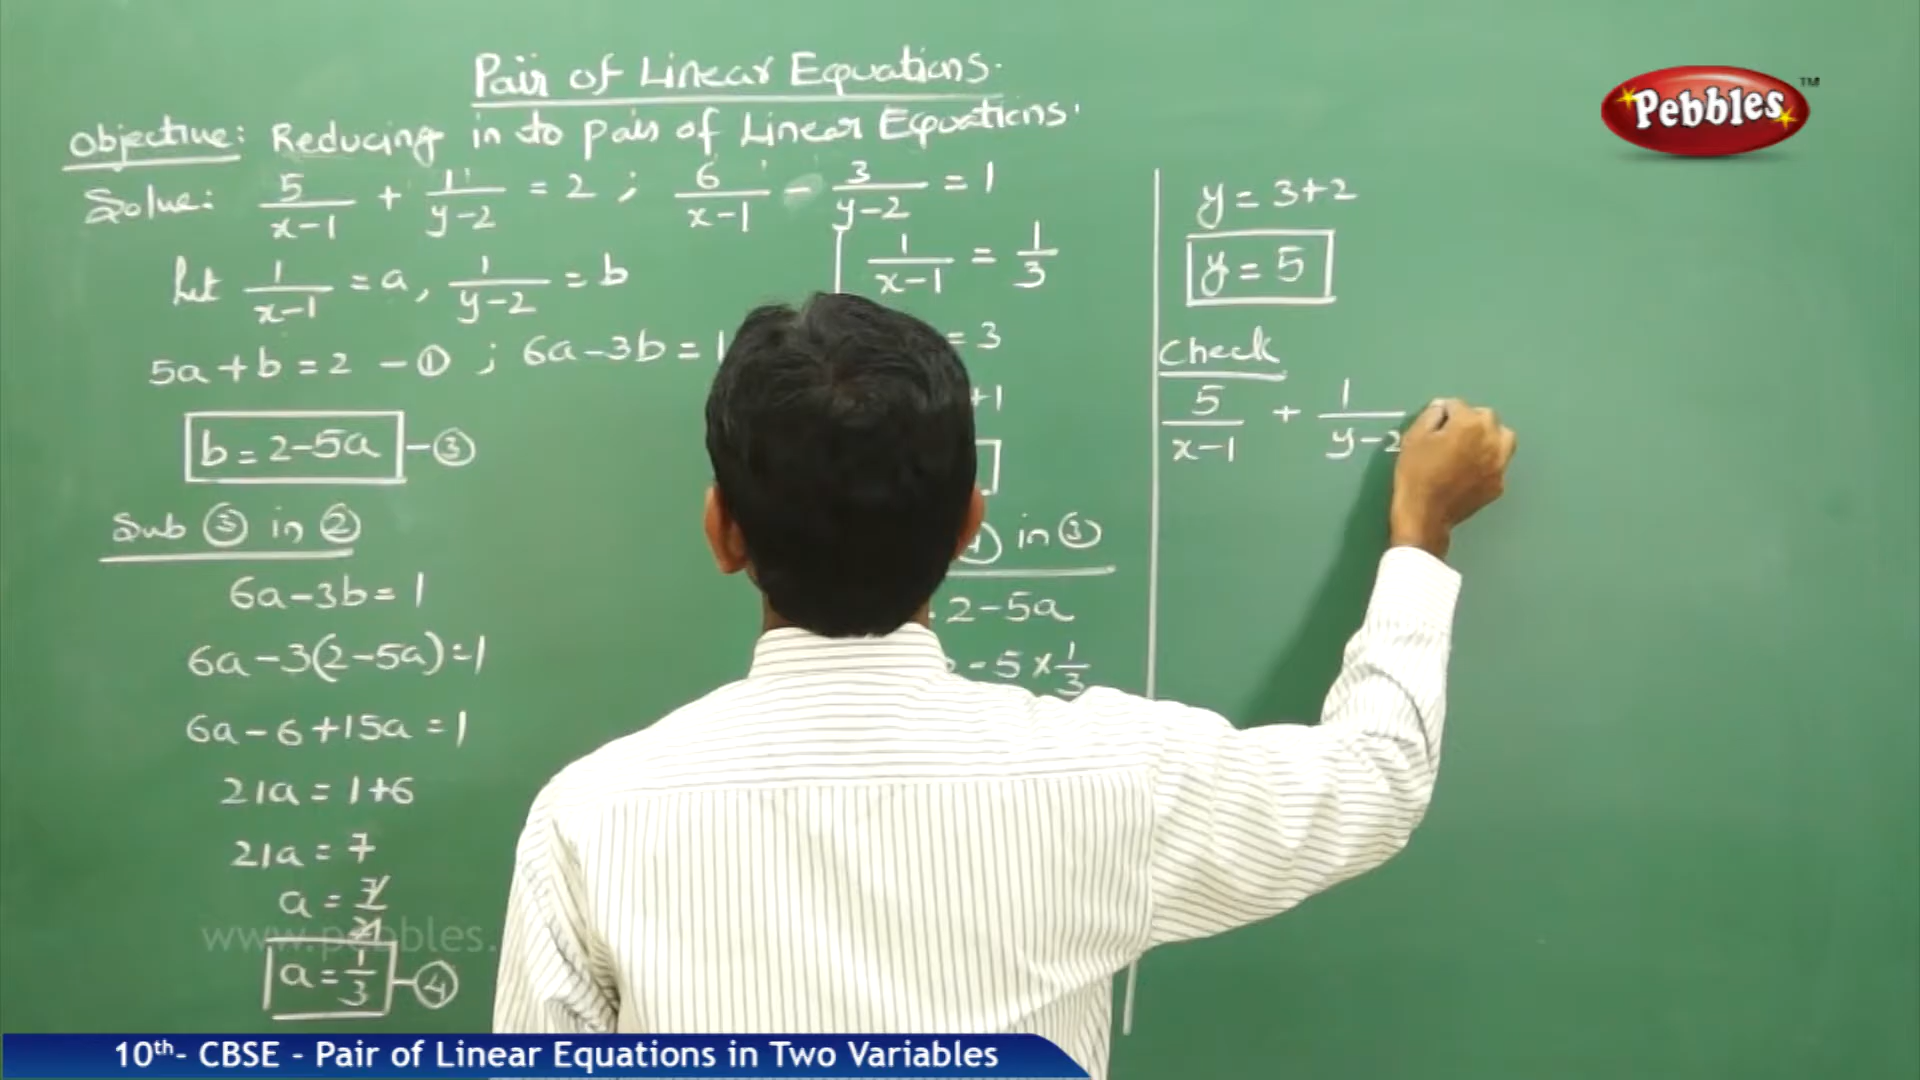 Pair of Linear Equations.
Objective: Reducing in to pair of Linear Equations.
Solve: 5/(x-1) + 1/(y-2) = 2 ; 6/(x-1) - 3/(y-2) = 1
Let 1/(x-1) = a, 1/(y-2) = b
5a + b = 2 - ① ; 6a - 3b = 1
b = 2-5a - ③
Sub ③ in ②
6a-3b = 1
6a-3(2-5a) = 1
6a-6+15a = 1
21a = 1+6
21a = 7
a = 7/21
a = 1/3 - ④
1/(x-1) = 1/3
= 3
+1
④ in ③
2-5a
- 5 × 1/3
y = 3+2
y = 5
Check
5/(x-1) + 1/(y-2)
Pebbles™
www.pebbles.
10th- CBSE - Pair of Linear Equations in Two Variables